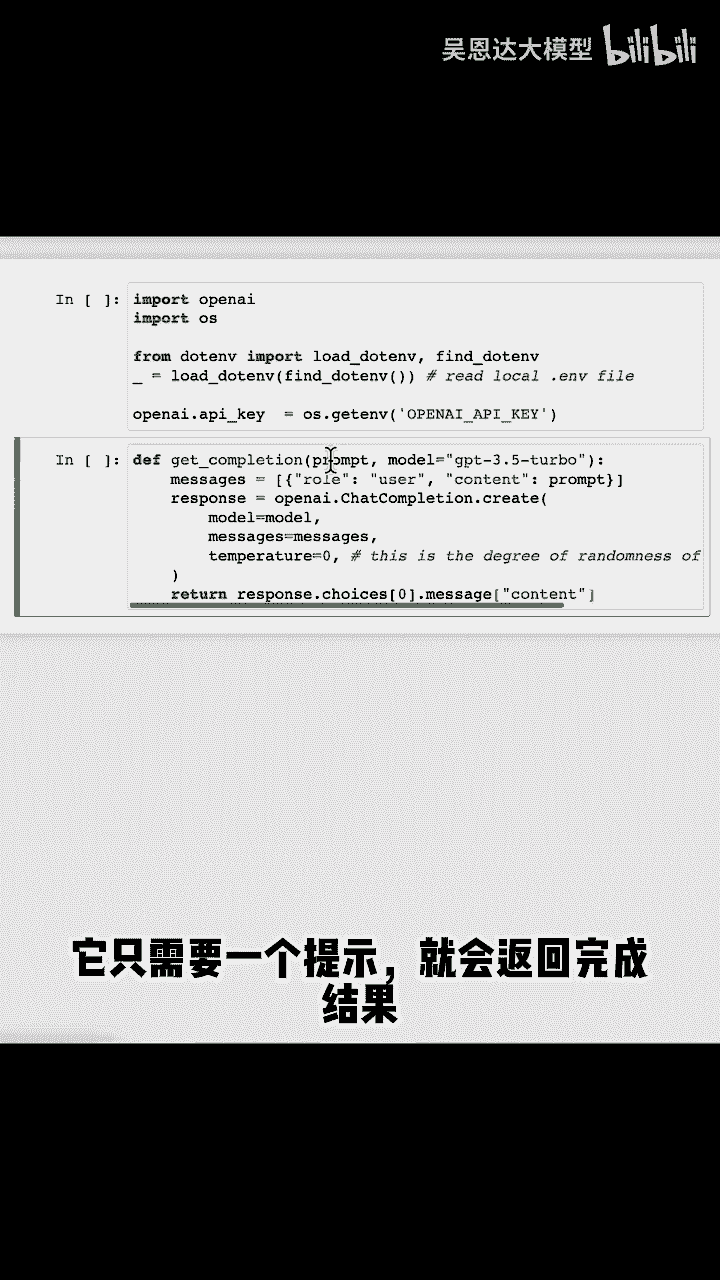 吴恩达大模型 bilibili
In [ ]: import openai
import os
from dotenv import load_dotenv, find_dotenv
_ = load_dotenv(find_dotenv()) # read local .env file
openai.api_key  = os.getenv('OPENAI_API_KEY')
In [ ]: def get_completion(prompt, model="gpt-3.5-turbo"):
    messages = [{"role": "user", "content": prompt}]
    response = openai.ChatCompletion.create(
        model=model,
        messages=messages,
        temperature=0, # this is the degree of randomness of
    )
    return response.choices[0].message["content"]
它只需要一个提示，就会返回完成
结果